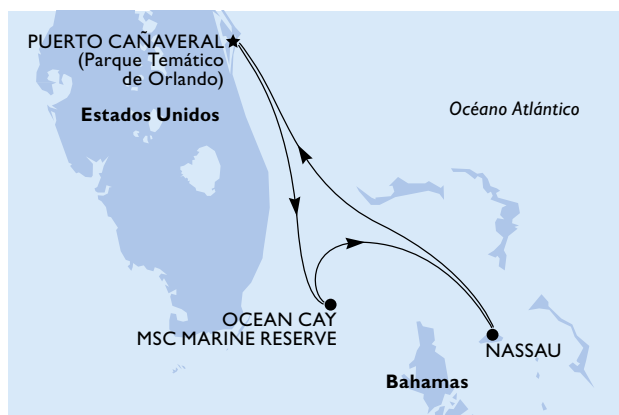 PUERTO CAÑAVERAL
(Parque Temático
de Orlando)
Estados Unidos
Océano Atlántico
OCEAN CAY
MSC MARINE RESERVE
NASSAU
Bahamas